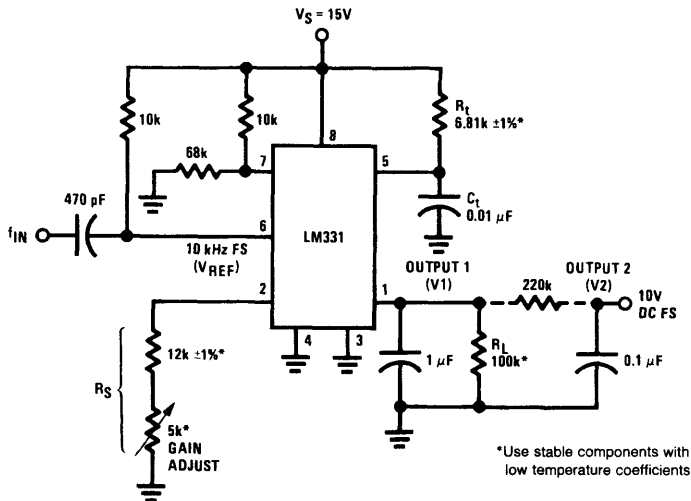 V_S = 15V
10k
10k
R_t
6.81k ±1%*
8
68k
7
5
470 pF
C_t
0.01 μF
f_IN
6
LM331
10 kHz FS
(V_REF)
OUTPUT 1
(V1)
OUTPUT 2
(V2)
220k
2
1
10V
DC FS
12k ±1%*
4
3
1 μF
R_L
100k*
0.1 μF
R_S
5k*
GAIN
ADJUST
*Use stable components with
low temperature coefficients